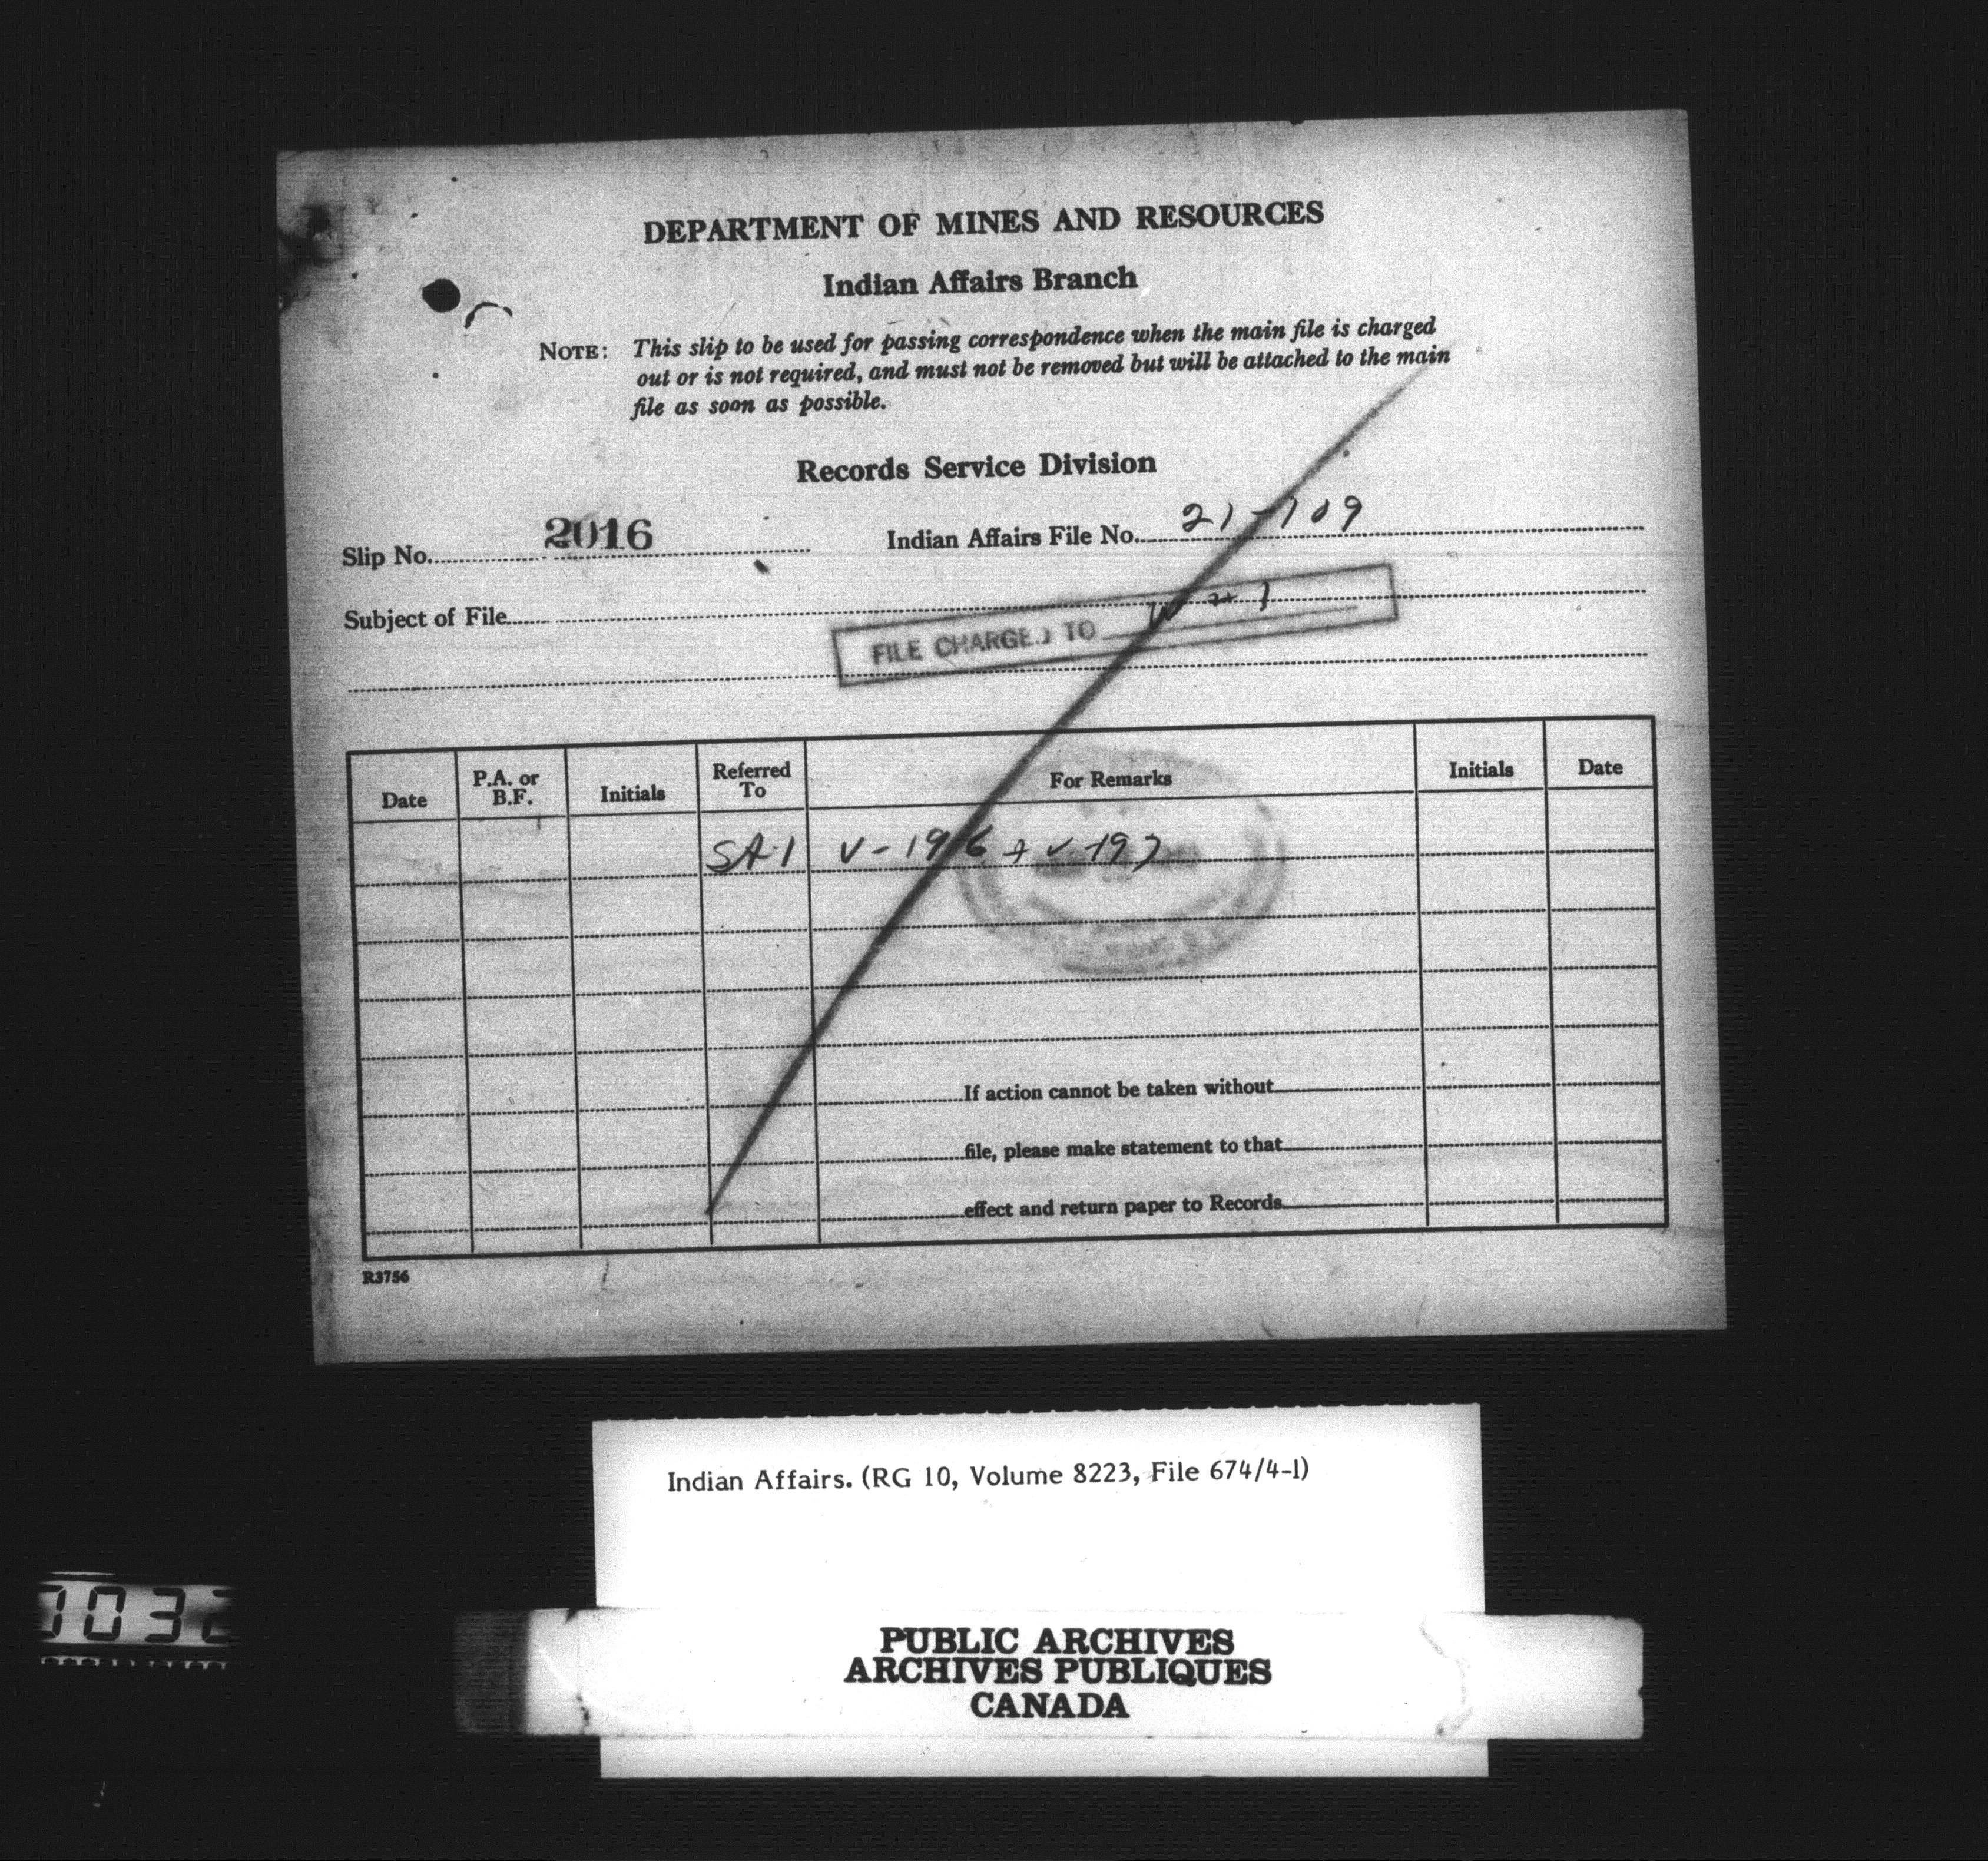 DEPARTMENT OF MINES AND RESOURCES
Indian Affairs Branch
NOTE: This slip to be used for passing correspondence when the main file is charged
out or is not required, and must not be removed but will be attached to the main
file as soon as possible.
Records Service Division
Slip No. 2016 Indian Affairs File No. 21-109
Subject of File
FILE CHARGED TO
Date P.A. or B.F. Initials Referred To For Remarks Initials Date
SA1 V-196 + V-197
If action cannot be taken without
file, please make statement to that
effect and return paper to Records
R3756
Indian Affairs. (RG 10, Volume 8223, File 674/4-1)
PUBLIC ARCHIVES
ARCHIVES PUBLIQUES
CANADA